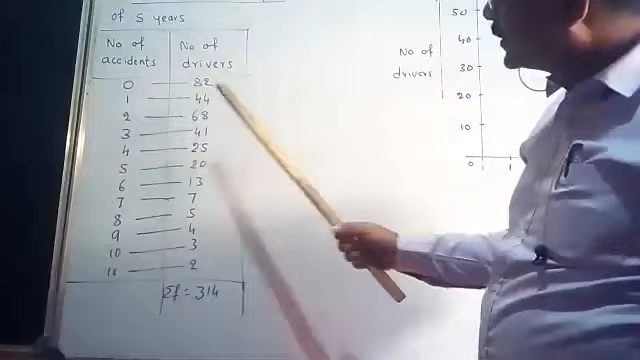 of 5 years
No of accidents No of drivers
0 — 82
1 — 44
2 — 68
3 — 41
4 — 25
5 — 20
6 — 13
7 — 7
8 — 5
9 — 4
10 — 3
11 — 2
Σf = 314
No of
drivers
50
40
30
20
10
0